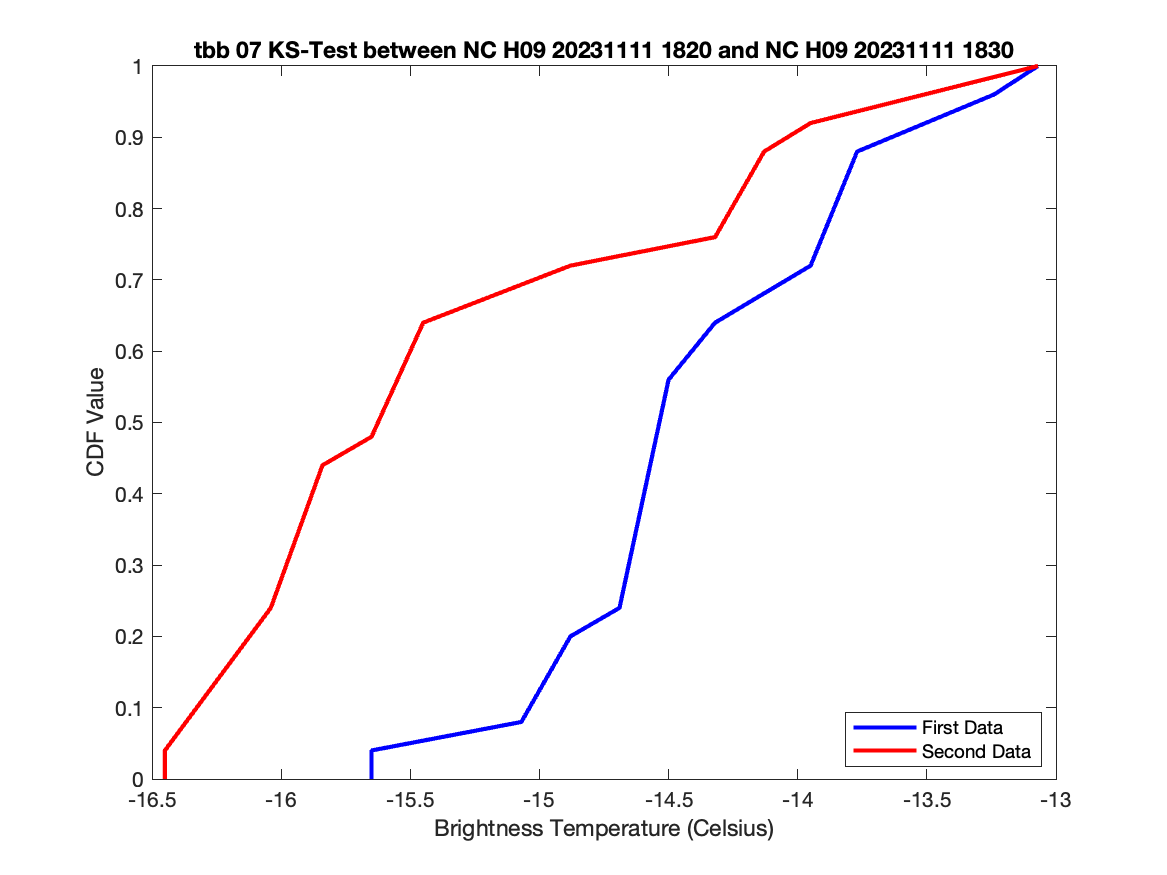 tbb 07 KS-Test between NC H09 20231111 1820 and NC H09 20231111 1830
1
0.9
0.8
0.7
0.6
0.5
0.4
0.3
0.2
0.1
0
CDF Value
First Data
Second Data
-16.5 -16 -15.5 -15 -14.5 -14 -13.5 -13
Brightness Temperature (Celsius)